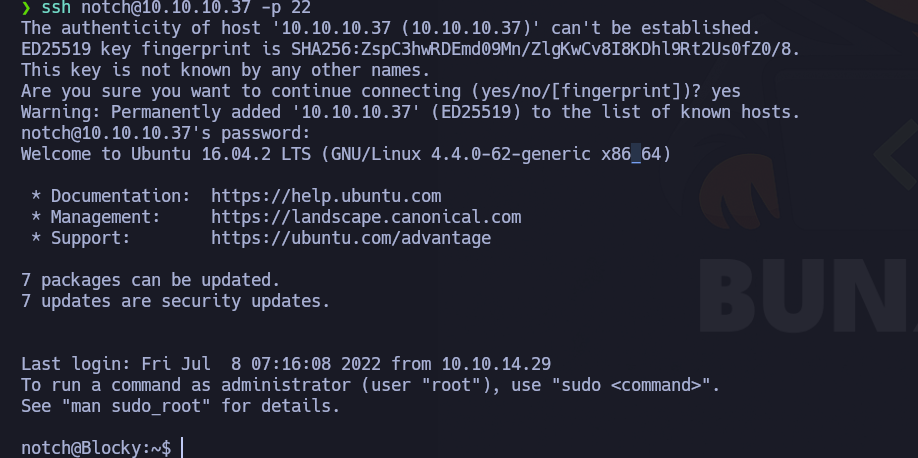 ❯ ssh notch@10.10.10.37 -p 22
The authenticity of host '10.10.10.37 (10.10.10.37)' can't be established.
ED25519 key fingerprint is SHA256:ZspC3hwRDEmd09Mn/ZlgKwCv8I8KDhl9Rt2Us0fZ0/8.
This key is not known by any other names.
Are you sure you want to continue connecting (yes/no/[fingerprint])? yes
Warning: Permanently added '10.10.10.37' (ED25519) to the list of known hosts.
notch@10.10.10.37's password:
Welcome to Ubuntu 16.04.2 LTS (GNU/Linux 4.4.0-62-generic x86_64)
 * Documentation:  https://help.ubuntu.com
 * Management:     https://landscape.canonical.com
 * Support:        https://ubuntu.com/advantage
7 packages can be updated.
7 updates are security updates.
Last login: Fri Jul  8 07:16:08 2022 from 10.10.14.29
To run a command as administrator (user "root"), use "sudo <command>".
See "man sudo_root" for details.
notch@Blocky:~$
BUN